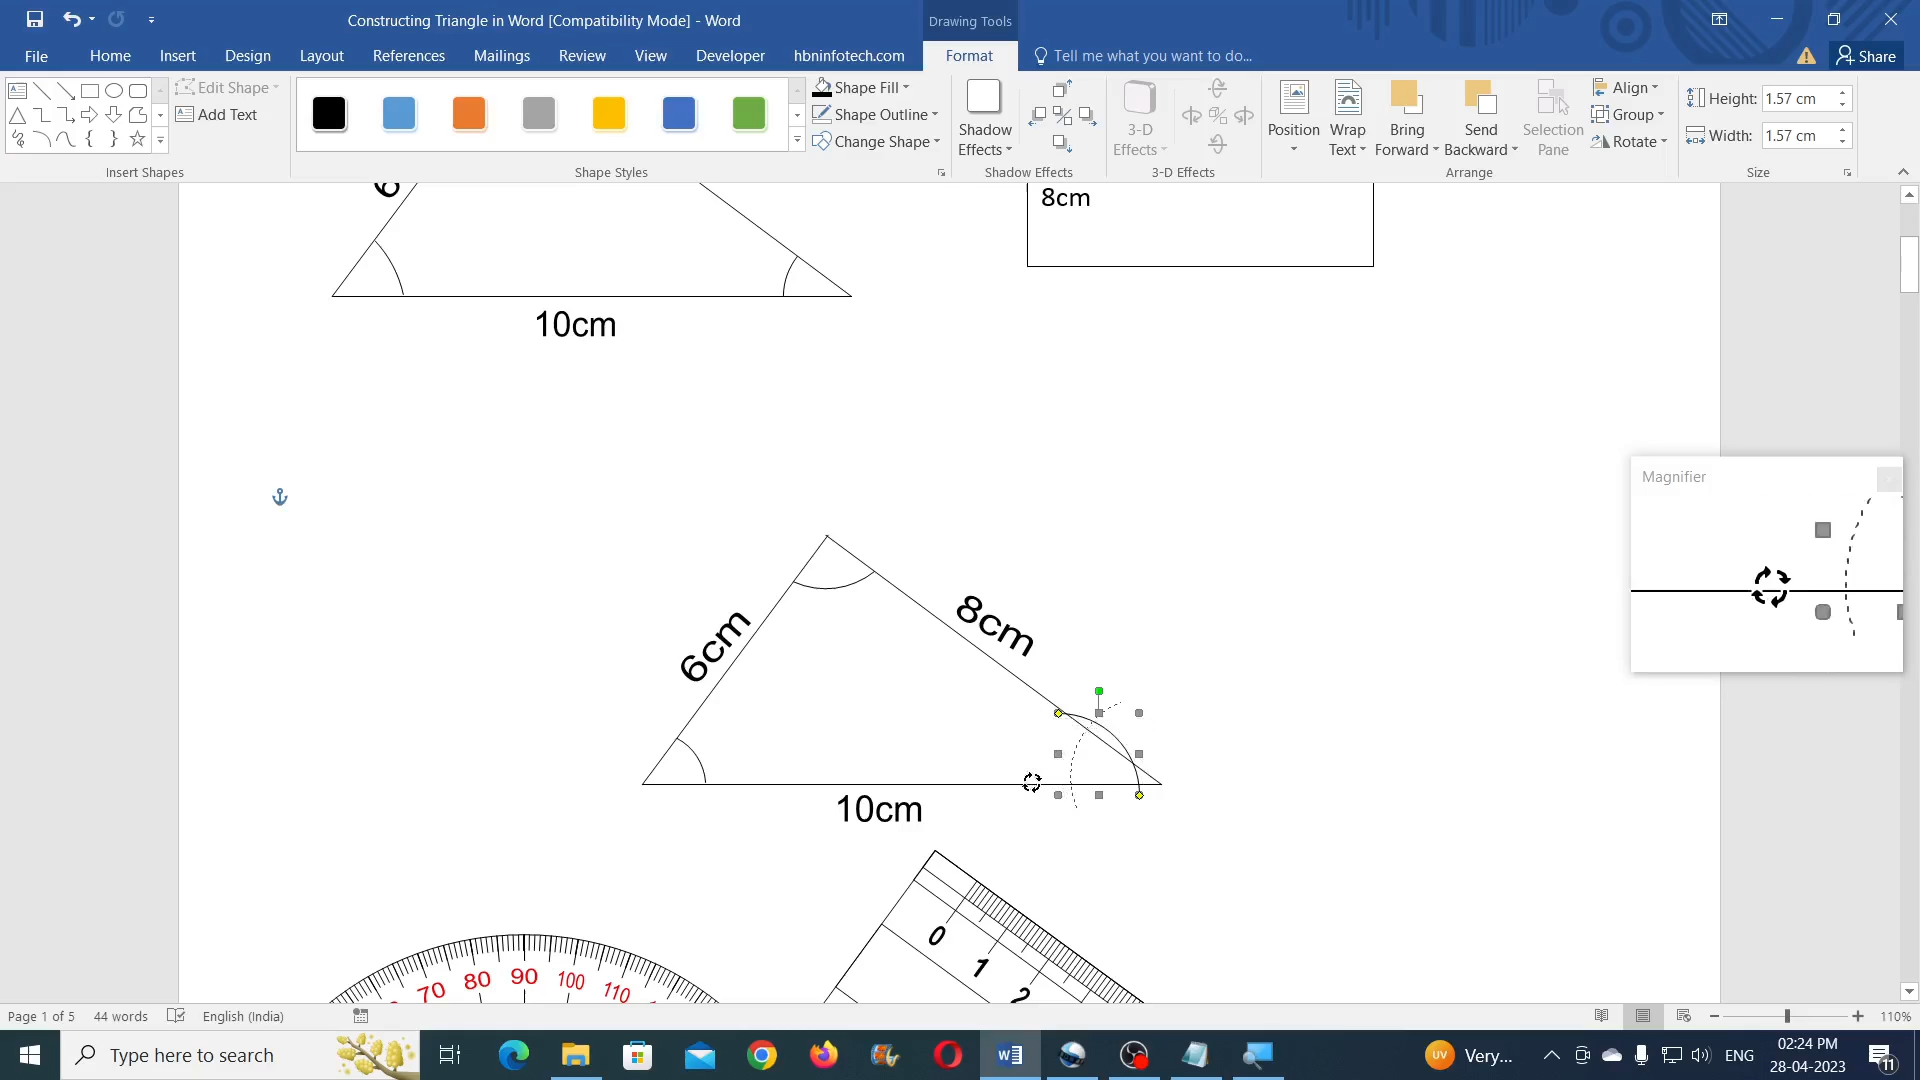 Constructing Triangle in Word [Compatibility Mode] - Word
Drawing Tools
File Home Insert Design Layout References Mailings Review View Developer hbninfotech.com Format Tell me what you want to do... Share
Edit Shape
Add Text
Insert Shapes
Shape Styles
Shape Fill
Shape Outline
Change Shape
Shadow Effects
Shadow Effects
3-D Effects
3-D Effects
Position
Wrap Text
Bring Forward
Send Backward
Selection Pane
Align
Group
Rotate
Arrange
Height: 1.57 cm
Width: 1.57 cm
Size
6
8cm
10cm
Magnifier
6cm
8cm
10cm
0
1
2
70 80 90 100 110
Page 1 of 5 44 words English (India) 110%
Type here to search
UV Very... ENG
02:24 PM
28-04-2023
11